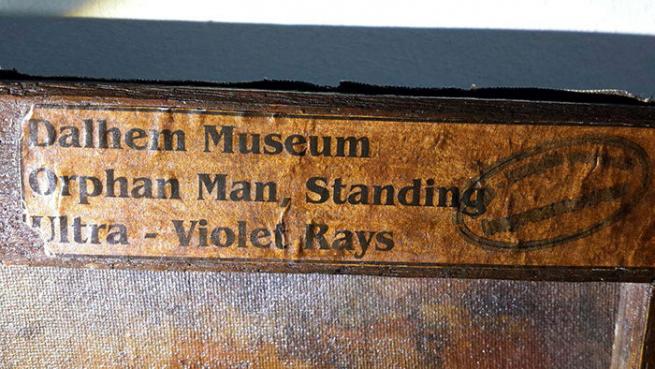 Dalhem Museum
Orphan Man, Standing
Ultra - Violet Rays